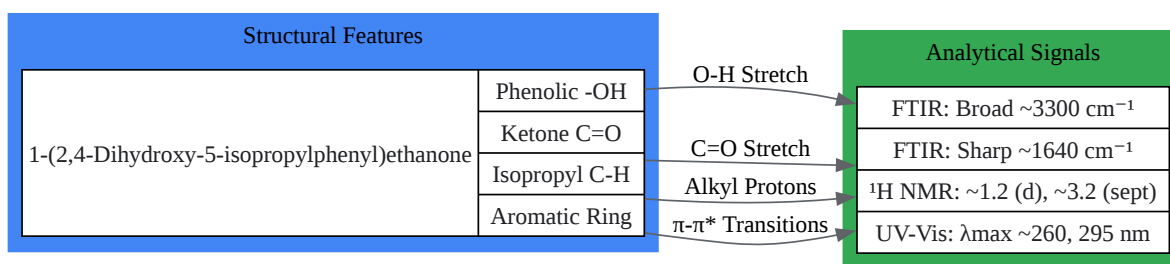 Structural Features
1-(2,4-Dihydroxy-5-isopropylphenyl)ethanone
Phenolic -OH
Ketone C=O
Isopropyl C-H
Aromatic Ring
O-H Stretch
C=O Stretch
Alkyl Protons
π-π* Transitions
Analytical Signals
FTIR: Broad ~3300 cm⁻¹
FTIR: Sharp ~1640 cm⁻¹
¹H NMR: ~1.2 (d), ~3.2 (sept)
UV-Vis: λmax ~260, 295 nm